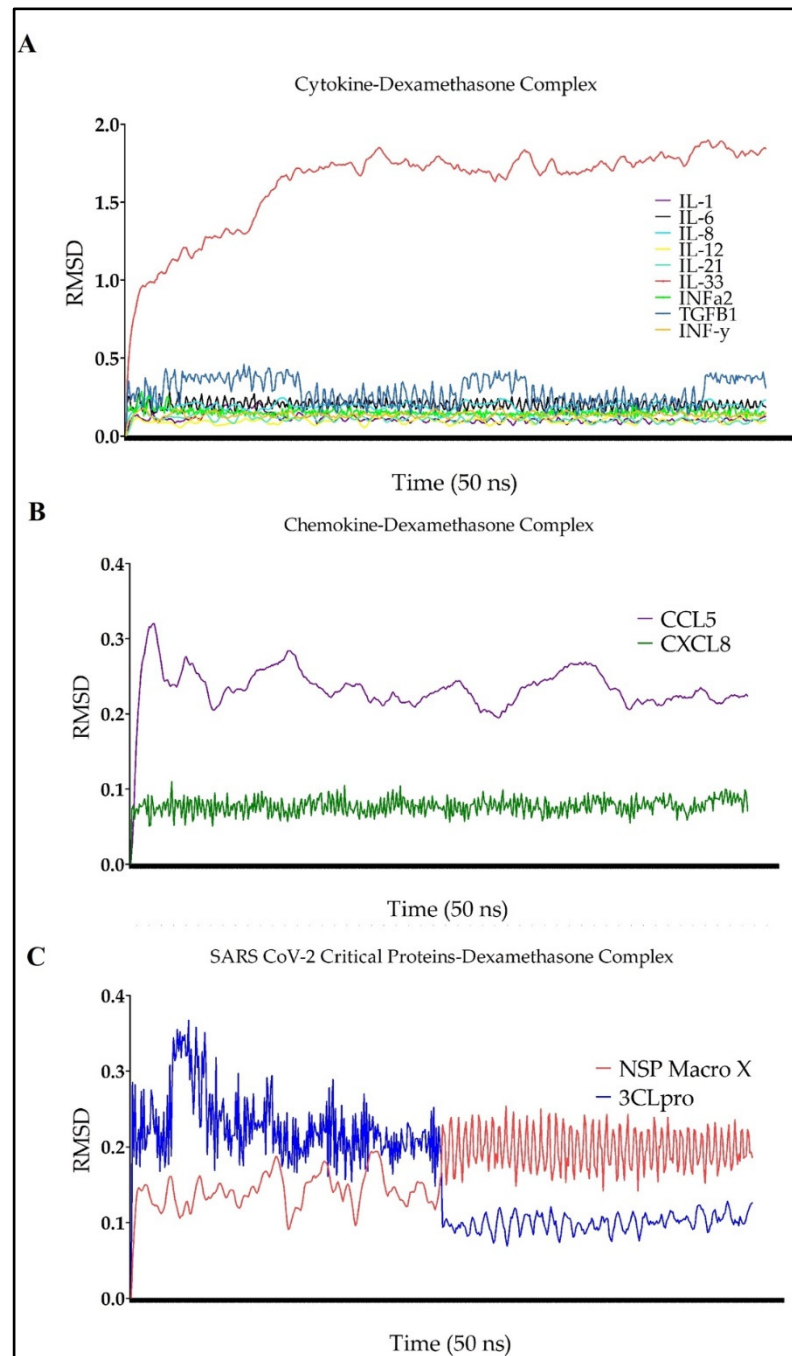 A
Cytokine-Dexamethasone Complex
2.0
1.5
1.0
0.5
0.0
RMSD
IL-1
IL-6
IL-8
IL-12
IL-21
IL-33
INFa2
TGFB1
INF-y
Time (50 ns)
B
Chemokine-Dexamethasone Complex
0.4
0.3
0.2
0.1
0.0
RMSD
CCL5
CXCL8
Time (50 ns)
C
SARS CoV-2 Critical Proteins-Dexamethasone Complex
0.4
0.3
0.2
0.1
0.0
RMSD
NSP Macro X
3CLpro
Time (50 ns)